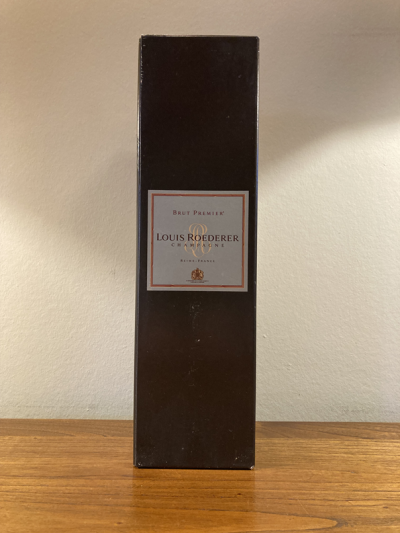 BRUT PREMIER
LOUIS ROEDERER
CHAMPAGNE
REIMS-FRANCE